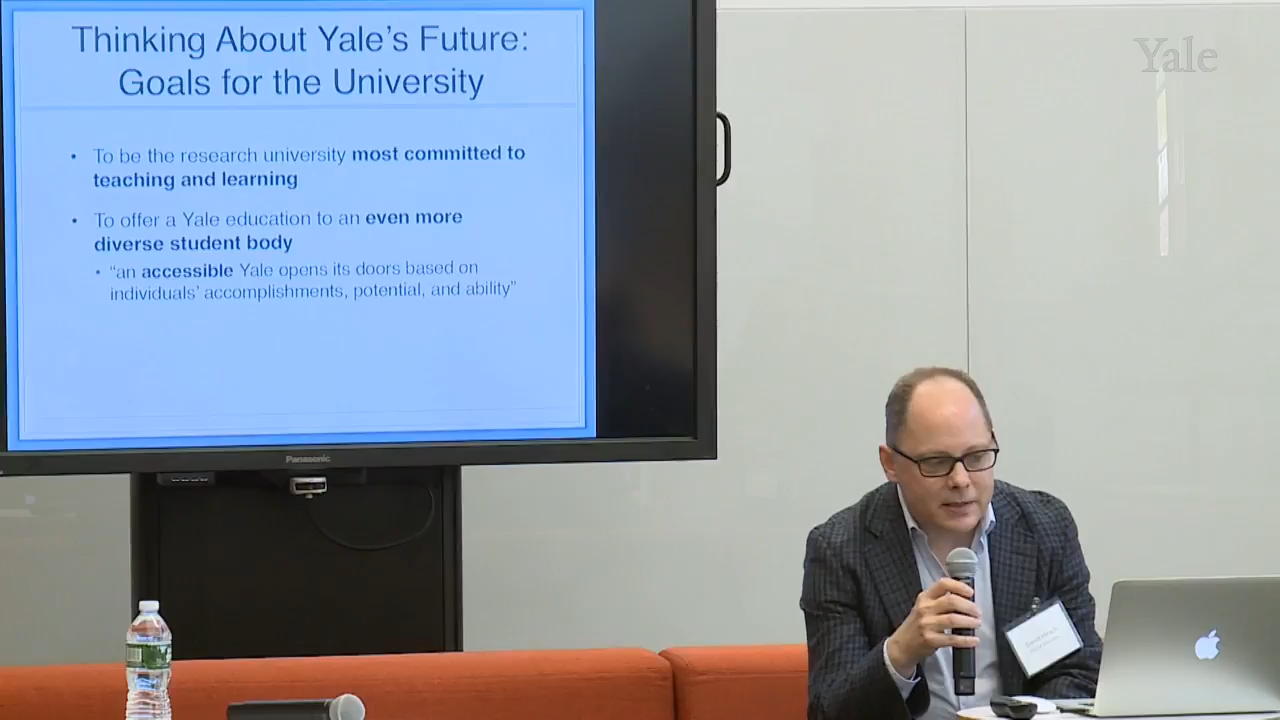 Thinking About Yale's Future:
Goals for the University
Yale
• To be the research university most committed to
teaching and learning
• To offer a Yale education to an even more
diverse student body
• "an accessible Yale opens its doors based on
individuals' accomplishments, potential, and ability"
Panasonic